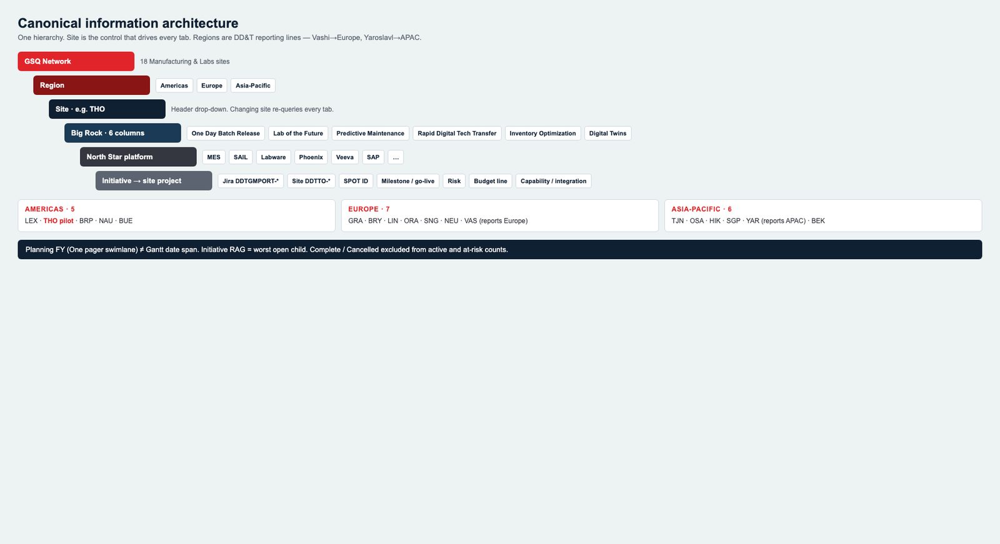 Canonical information architecture
One hierarchy. Site is the control that drives every tab. Regions are DD&T reporting lines — Vashi→Europe, Yaroslavl→APAC.
GSQ Network 18 Manufacturing & Labs sites
Region Americas Europe Asia-Pacific
Site · e.g. THO Header drop-down. Changing site re-queries every tab.
Big Rock · 6 columns One Day Batch Release Lab of the Future Predictive Maintenance Rapid Digital Tech Transfer Inventory Optimization Digital Twins
North Star platform MES SAIL Labware Phoenix Veeva SAP ...
Initiative → site project Jira DDTGMPORT-* Site DDTTO-* SPOT ID Milestone / go-live Risk Budget line Capability / integration
AMERICAS · 5
LEX · THO pilot · BRP · NAU · BUE
EUROPE · 7
GRA · BRY · LIN · ORA · SNG · NEU · VAS (reports Europe)
ASIA-PACIFIC · 6
TJN · OSA · HIK · SGP · YAR (reports APAC) · BEK
Planning FY (One pager swimlane) ≠ Gantt date span. Initiative RAG = worst open child. Complete / Cancelled excluded from active and at-risk counts.